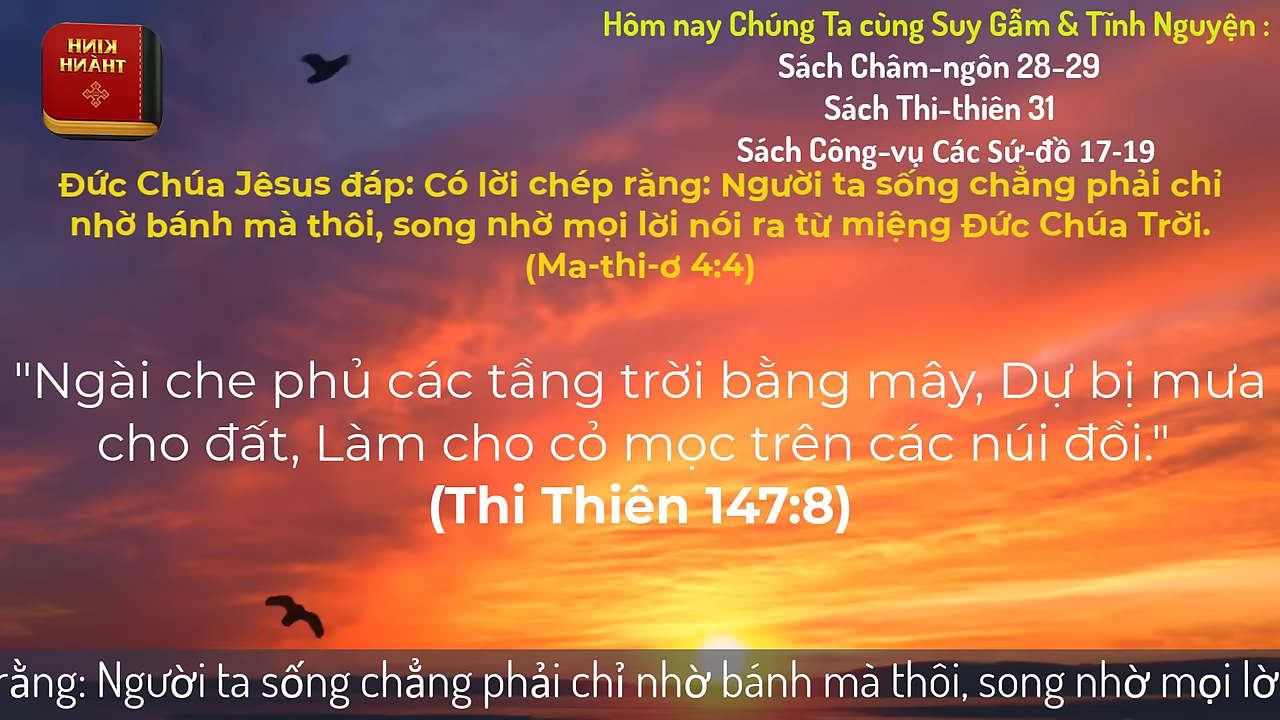 KINH
THÁNH
Hôm nay Chúng Ta cùng Suy Gẫm & Tĩnh Nguyện :
Sách Châm-ngôn 28-29
Sách Thi-thiên 31
Sách Công-vụ Các Sứ-đồ 17-19
Đức Chúa Jêsus đáp: Có lời chép rằng: Người ta sống chẳng phải chỉ
nhờ bánh mà thôi, song nhờ mọi lời nói ra từ miệng Đức Chúa Trời.
(Ma-thi-ơ 4:4)
"Ngài che phủ các tầng trời bằng mây, Dự bị mưa
cho đất, Làm cho cỏ mọc trên các núi đồi."
(Thi Thiên 147:8)
rằng: Người ta sống chẳng phải chỉ nhờ bánh mà thôi, song nhờ mọi lờ